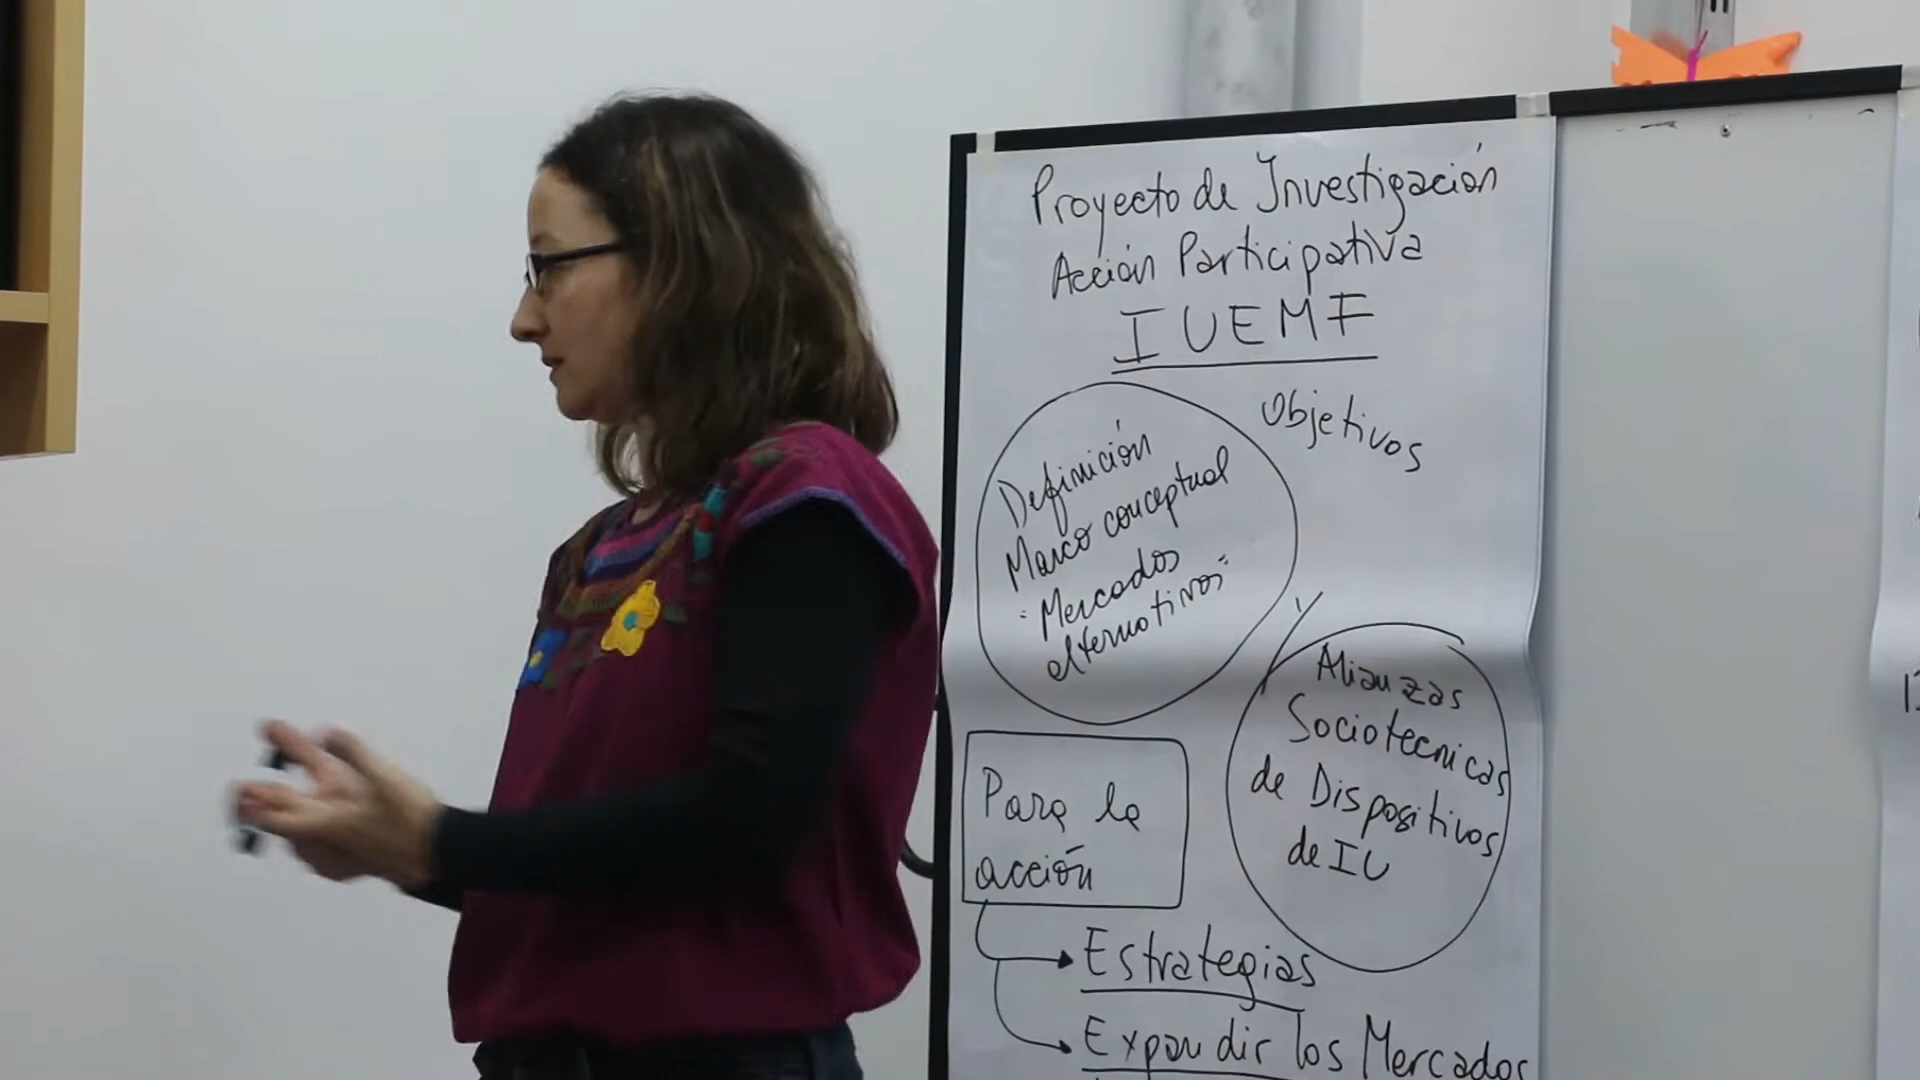 Proyecto de Investigación
Acción Participativa
IUEMF
Objetivos
Definición
Marco conceptual
"Mercados
alternativos"
Alianzas
Sociotecnicas
de Dispositivos
de IU
Para la
acción
Estrategias
Expandir los Mercados